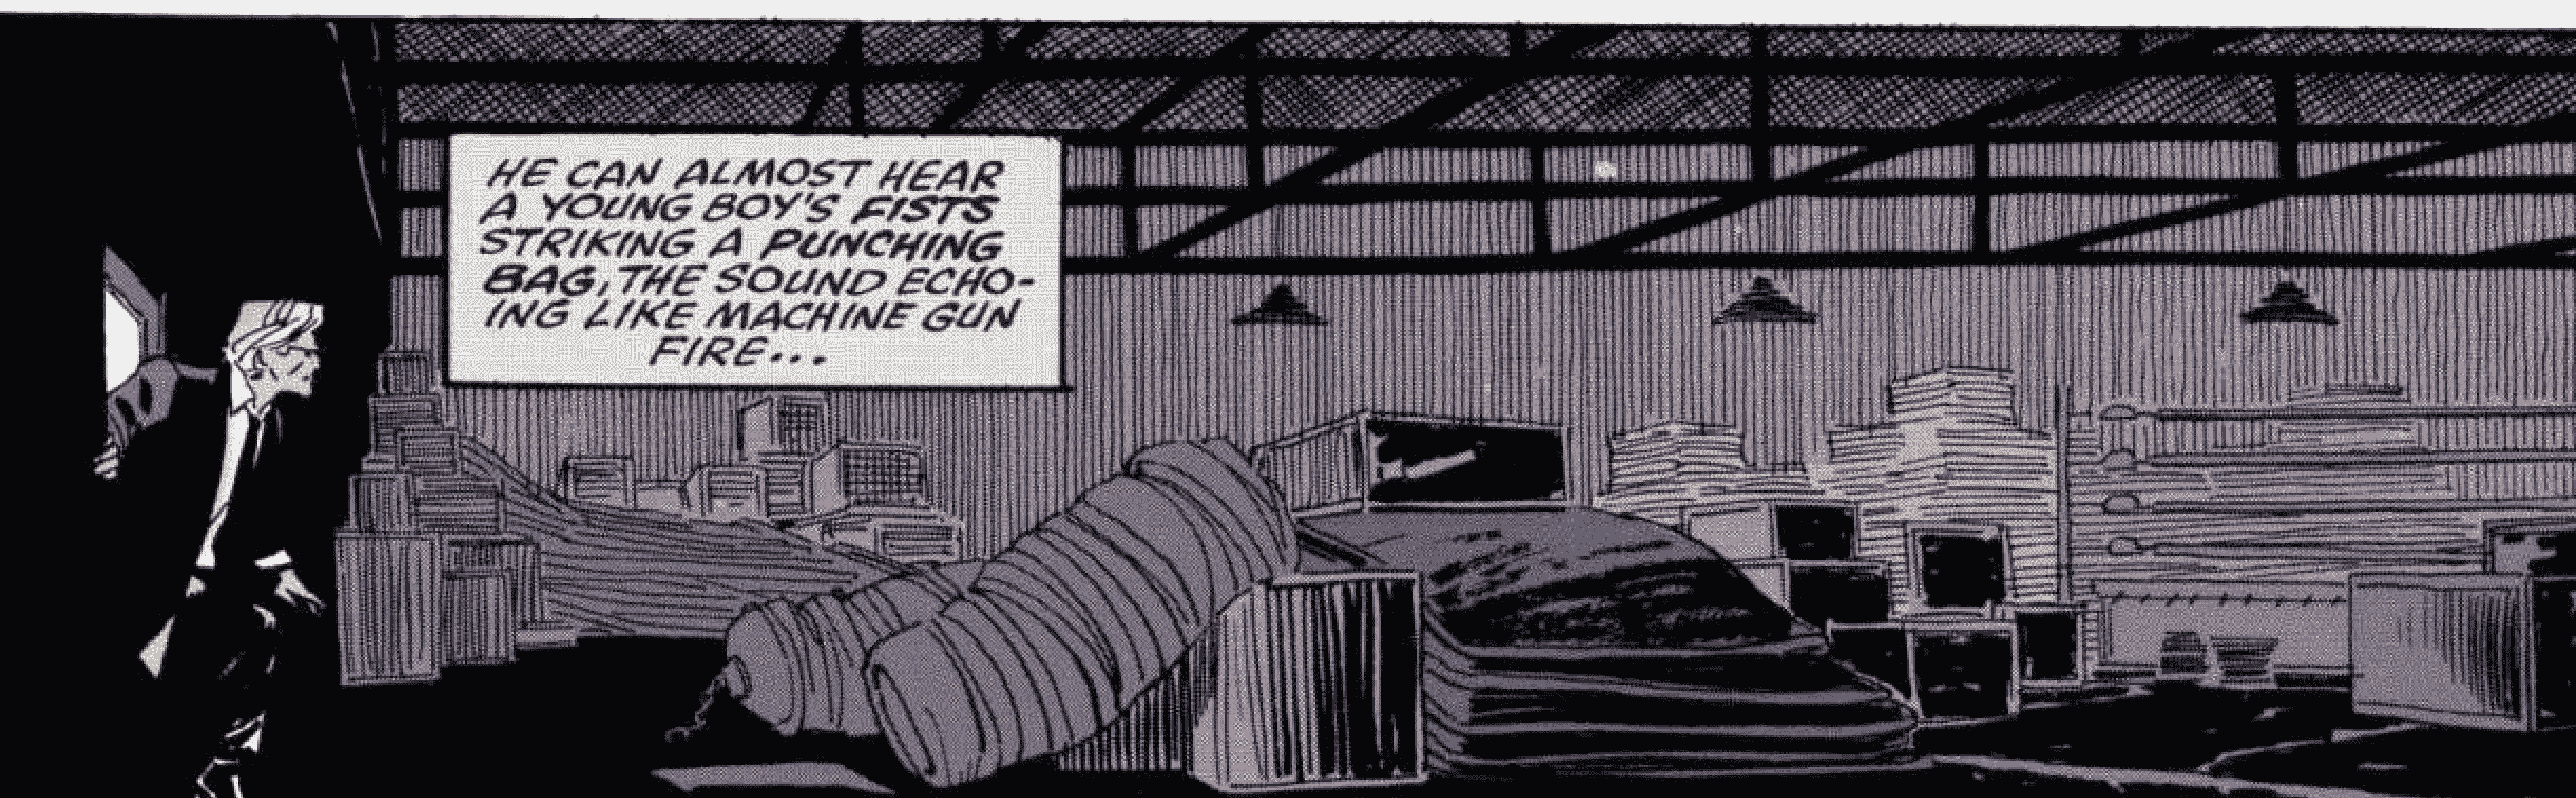 HE CAN ALMOST HEAR
A YOUNG BOY'S FISTS
STRIKING A PUNCHING
BAG, THE SOUND ECHO-
ING LIKE MACHINE GUN
FIRE...